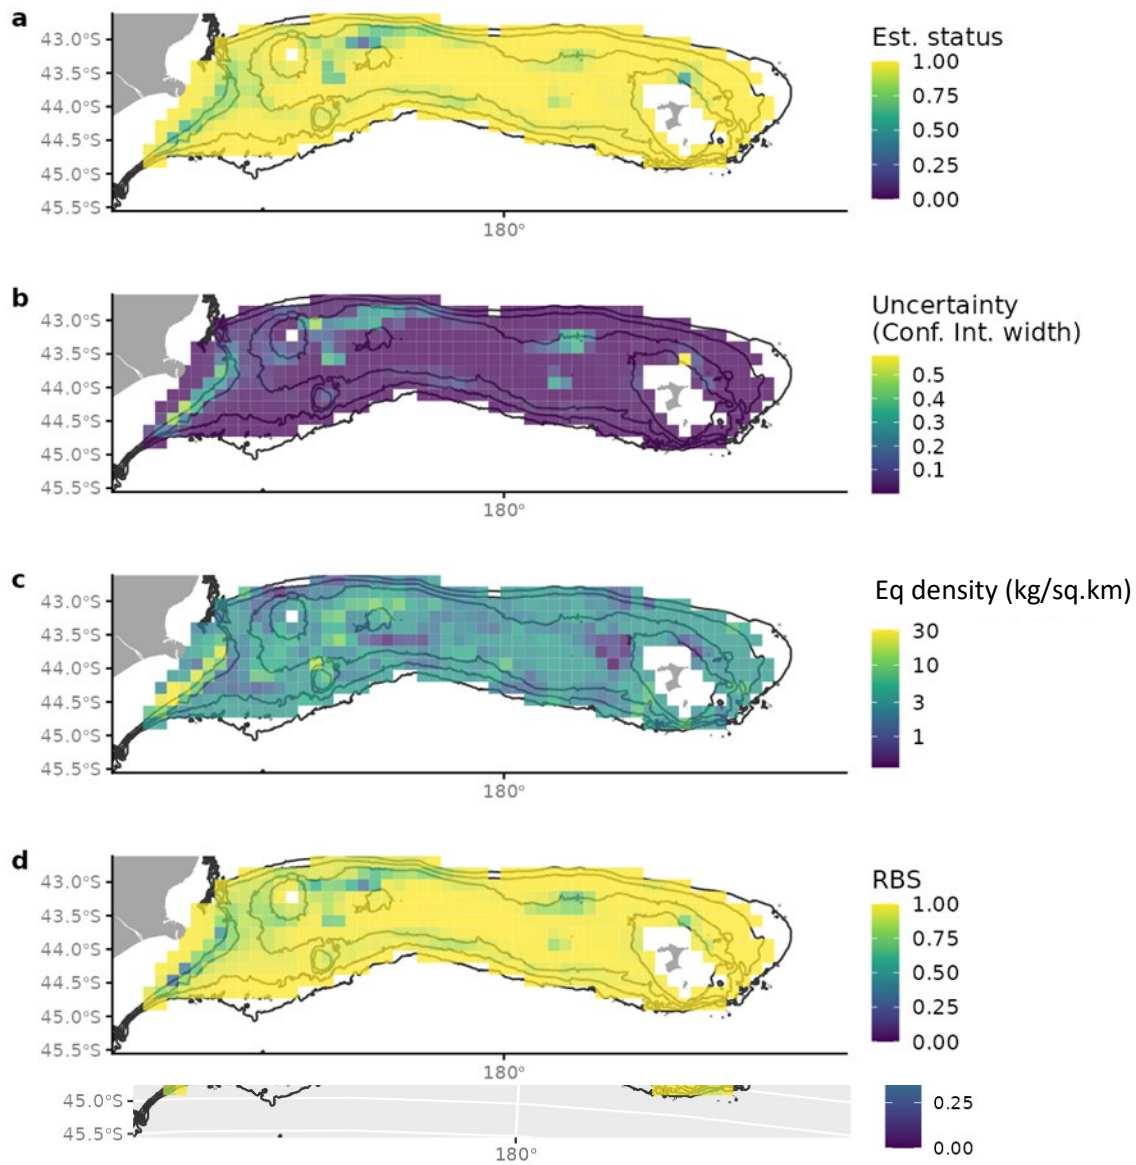 a
Est. status
43.0°S
43.5°S
44.0°S
44.5°S
45.0°S
45.5°S
1.00
0.75
0.50
0.25
0.00
180°
b
Uncertainty
(Conf. Int. width)
43.0°S
43.5°S
44.0°S
44.5°S
45.0°S
45.5°S
0.5
0.4
0.3
0.2
0.1
180°
c
Eq density (kg/sq.km)
43.0°S
43.5°S
44.0°S
44.5°S
45.0°S
45.5°S
30
10
3
1
180°
d
RBS
43.0°S
43.5°S
44.0°S
44.5°S
45.0°S
45.5°S
1.00
0.75
0.50
0.25
0.00
180°
45.0°S
45.5°S
0.25
0.00
180°